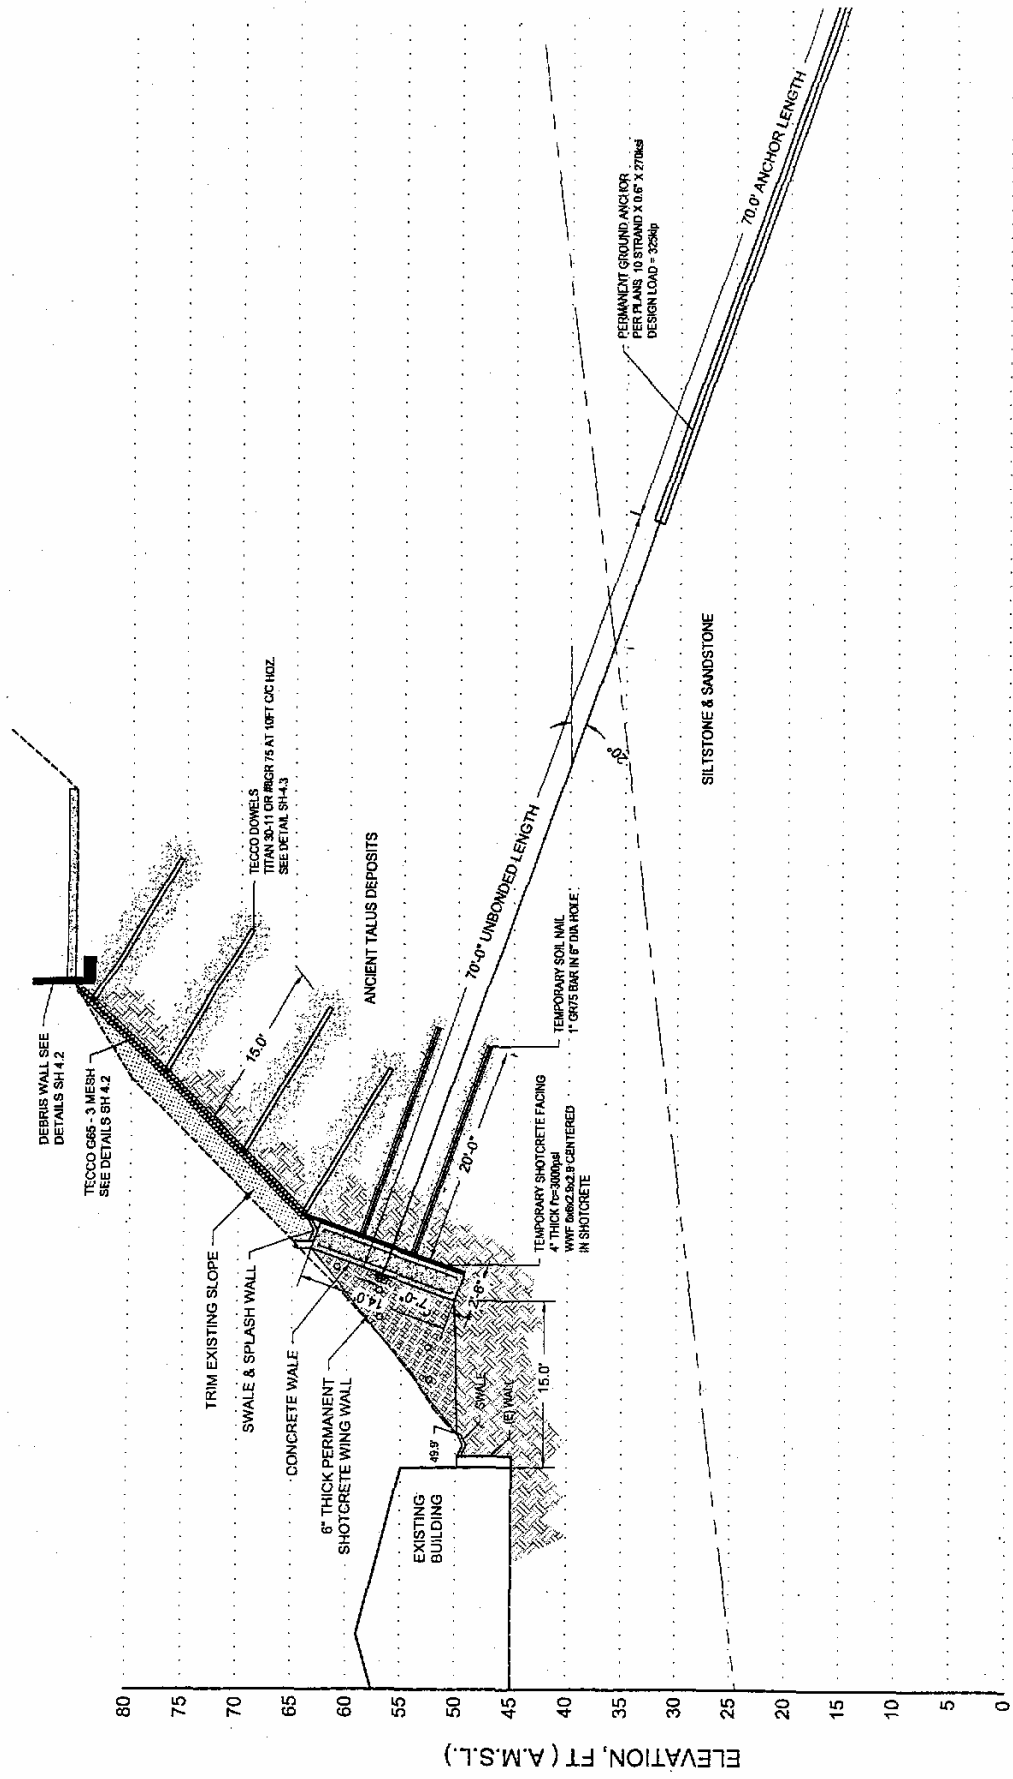 DEBRIS WALL SEE
DETAILS SH 4.2
TECCO G65 - 3 MESH
SEE DETAILS SH 4.2
TRIM EXISTING SLOPE
SWALE & SPLASH WALL
CONCRETE WALE
6" THICK PERMANENT
SHOTCRETE WING WALL
EXISTING
BUILDING
49.9'
SWALE
(E) WALL
15.0'
2'-6"
14.0'
7'-0"
TECCO DOWELS
TITAN 30-11 OR #8GR 75 AT 10FT C/C HOZ.
SEE DETAIL SH-4.3
15.0'
ANCIENT TALUS DEPOSITS
70'-0" UNBONDED LENGTH
20'-0"
TEMPORARY SOIL NAIL
1" GR75 BAR IN 6" DIA HOLE
TEMPORARY SHOTCRETE FACING
4" THICK f'c=3000psi
WWF 6x6x2.9x2.9 CENTERED
IN SHOTCRETE
20°
SILTSTONE & SANDSTONE
PERMANENT GROUND ANCHOR
PER PLANS 10 STRAND X 0.6" X 270ksi
DESIGN LOAD = 325kip
70.0' ANCHOR LENGTH
80
75
70
65
60
55
50
45
40
35
30
25
20
15
10
5
0
ELEVATION, FT ( A.M.S.L. )